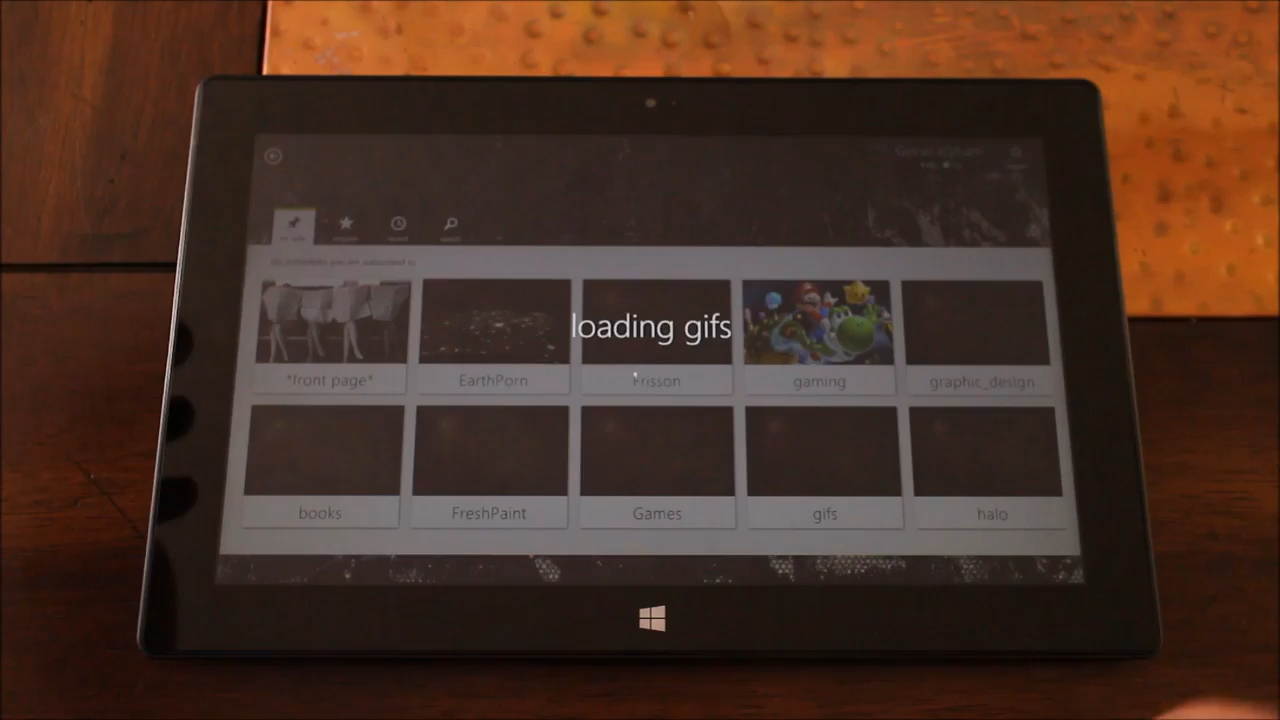 loading gifs
*front page*
EarthPorn
Frisson
gaming
graphic_design
books
FreshPaint
Games
gifs
halo